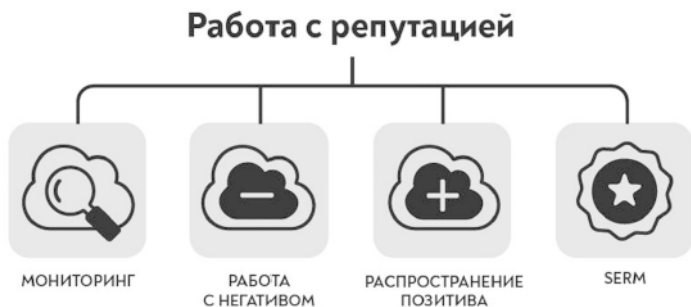 Работа с репутацией
МОНИТОРИНГ
РАБОТА
С НЕГАТИВОМ
РАСПРОСТРАНЕНИЕ
ПОЗИТИВА
SERM